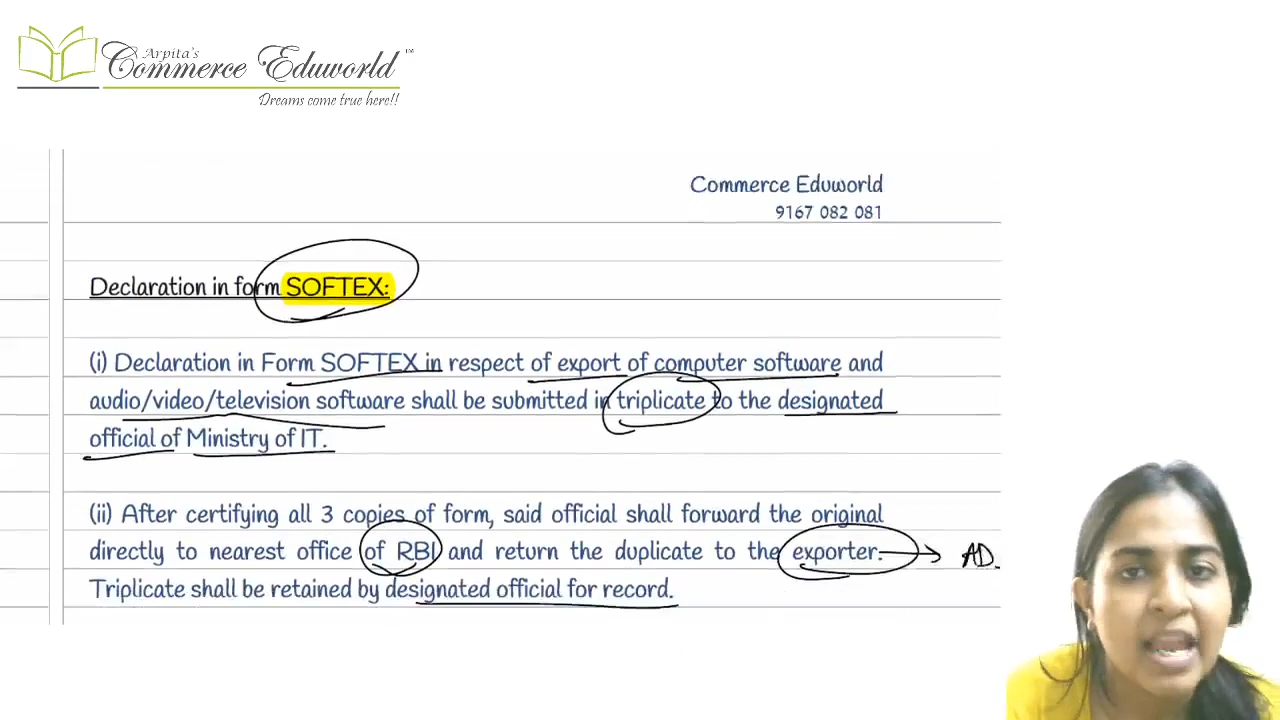 Arpita's
Commerce Eduworld™
Dreams come true here!!
Commerce Eduworld
9167 082 081
Declaration in form SOFTEX:
(i) Declaration in Form SOFTEX in respect of export of computer software and
audio/video/television software shall be submitted in triplicate to the designated
official of Ministry of IT.
(ii) After certifying all 3 copies of form, said official shall forward the original
directly to nearest office of RBI and return the duplicate to the exporter. AD.
Triplicate shall be retained by designated official for record.